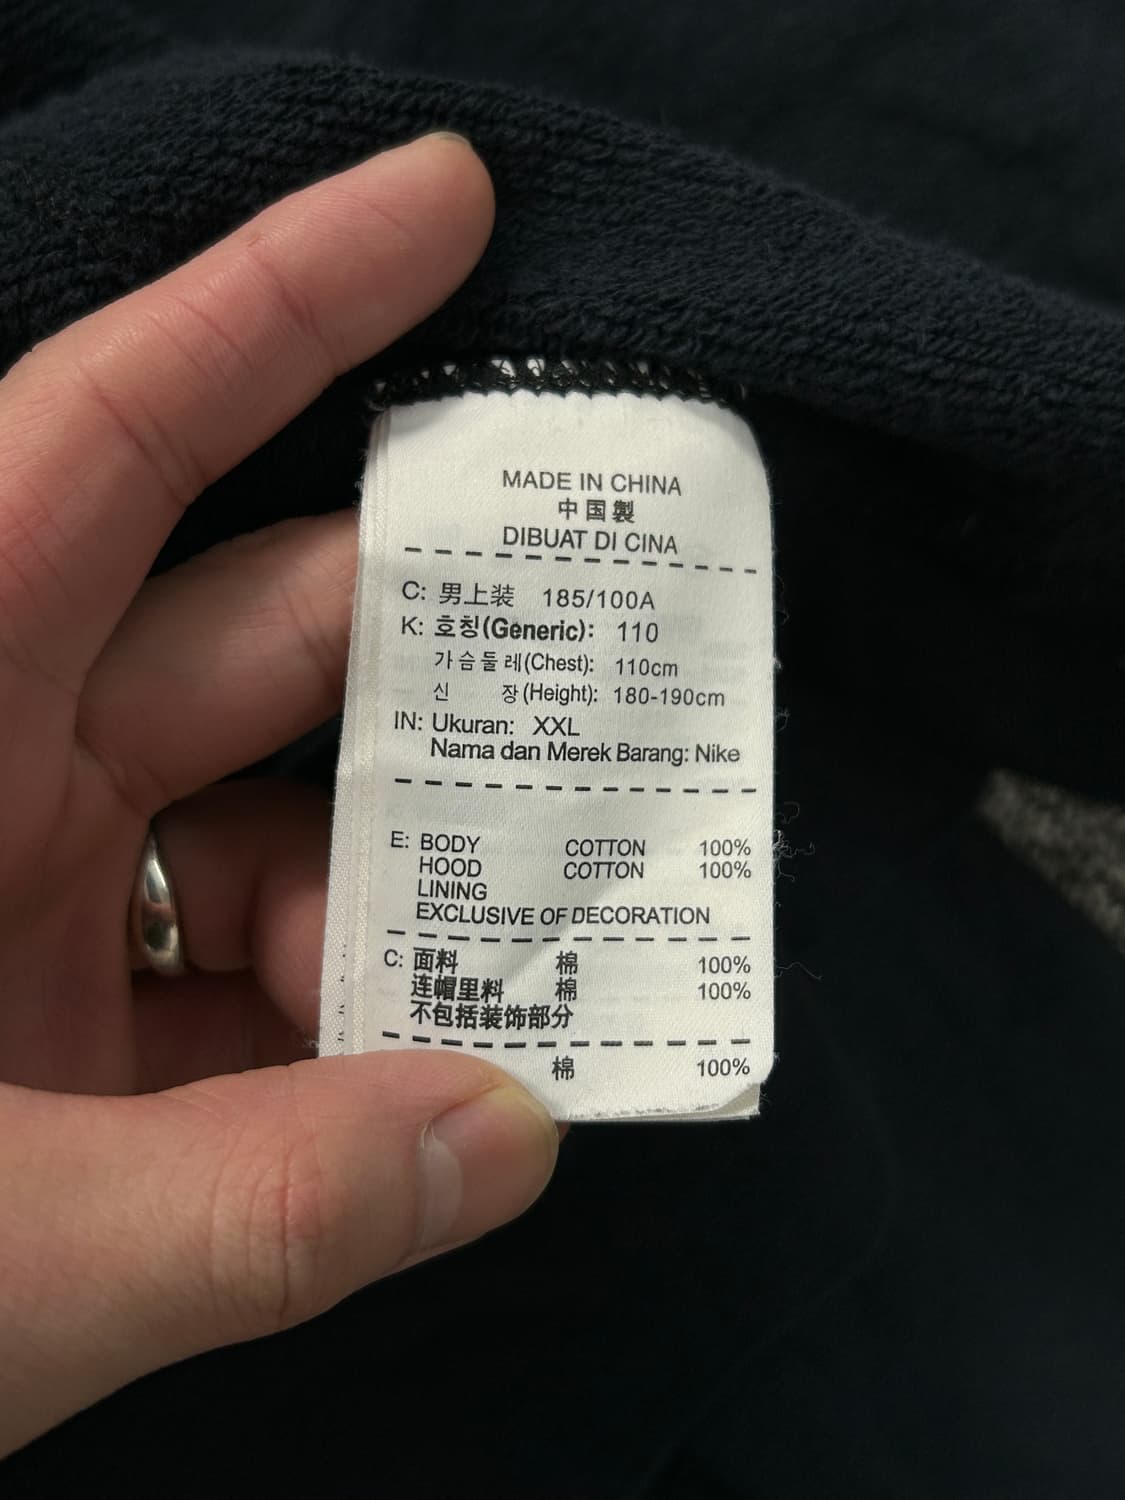 MADE IN CHINA
中国製
DIBUAT DI CINA
C: 男上装 185/100A
K: 호칭(Generic): 110
가슴둘레(Chest): 110cm
신 장(Height): 180-190cm
IN: Ukuran: XXL
Nama dan Merek Barang: Nike
E: BODY COTTON 100%
HOOD COTTON 100%
LINING
EXCLUSIVE OF DECORATION
C: 面料 棉 100%
连帽里料 棉 100%
不包括装饰部分
棉 100%